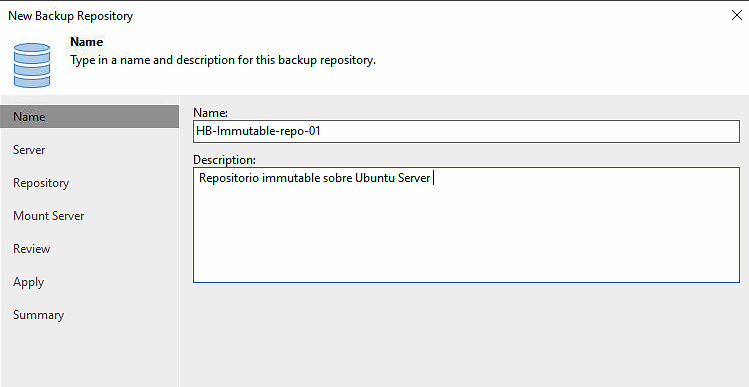 New Backup Repository
Name
Type in a name and description for this backup repository.
Name
Server
Repository
Mount Server
Review
Apply
Summary
Name:
HB-Immutable-repo-01
Description:
Repositorio immutable sobre Ubuntu Server